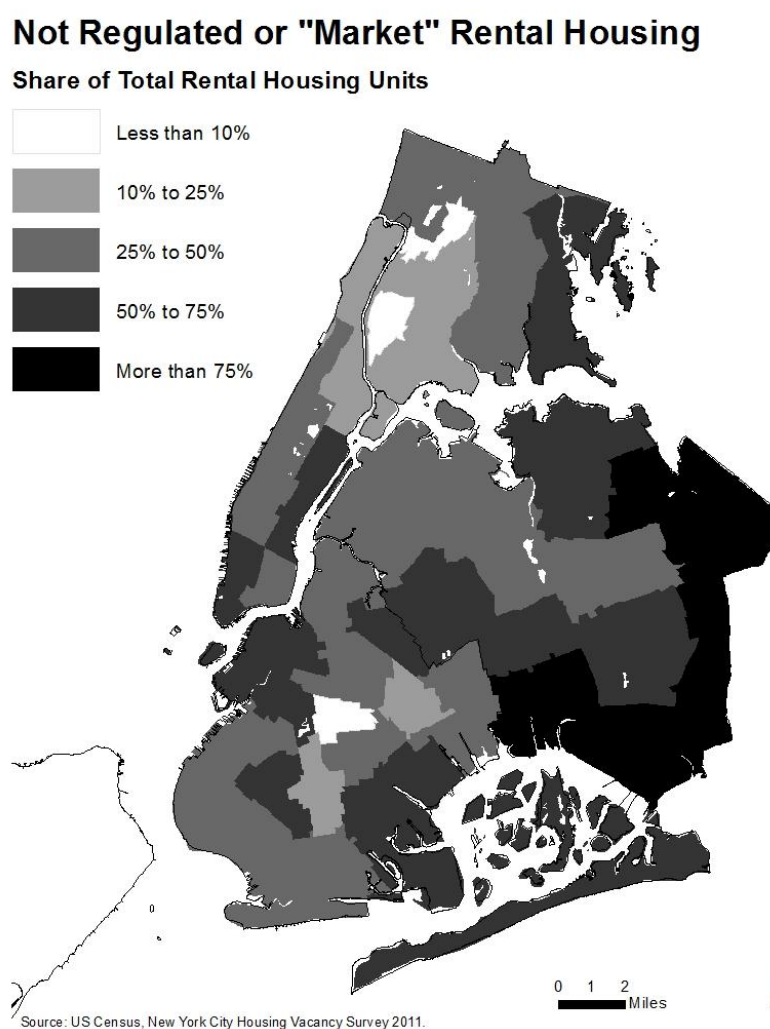 Not Regulated or "Market" Rental Housing
Share of Total Rental Housing Units
Less than 10%
10% to 25%
25% to 50%
50% to 75%
More than 75%
0 1 2
Miles
Source: US Census, New York City Housing Vacancy Survey 2011.